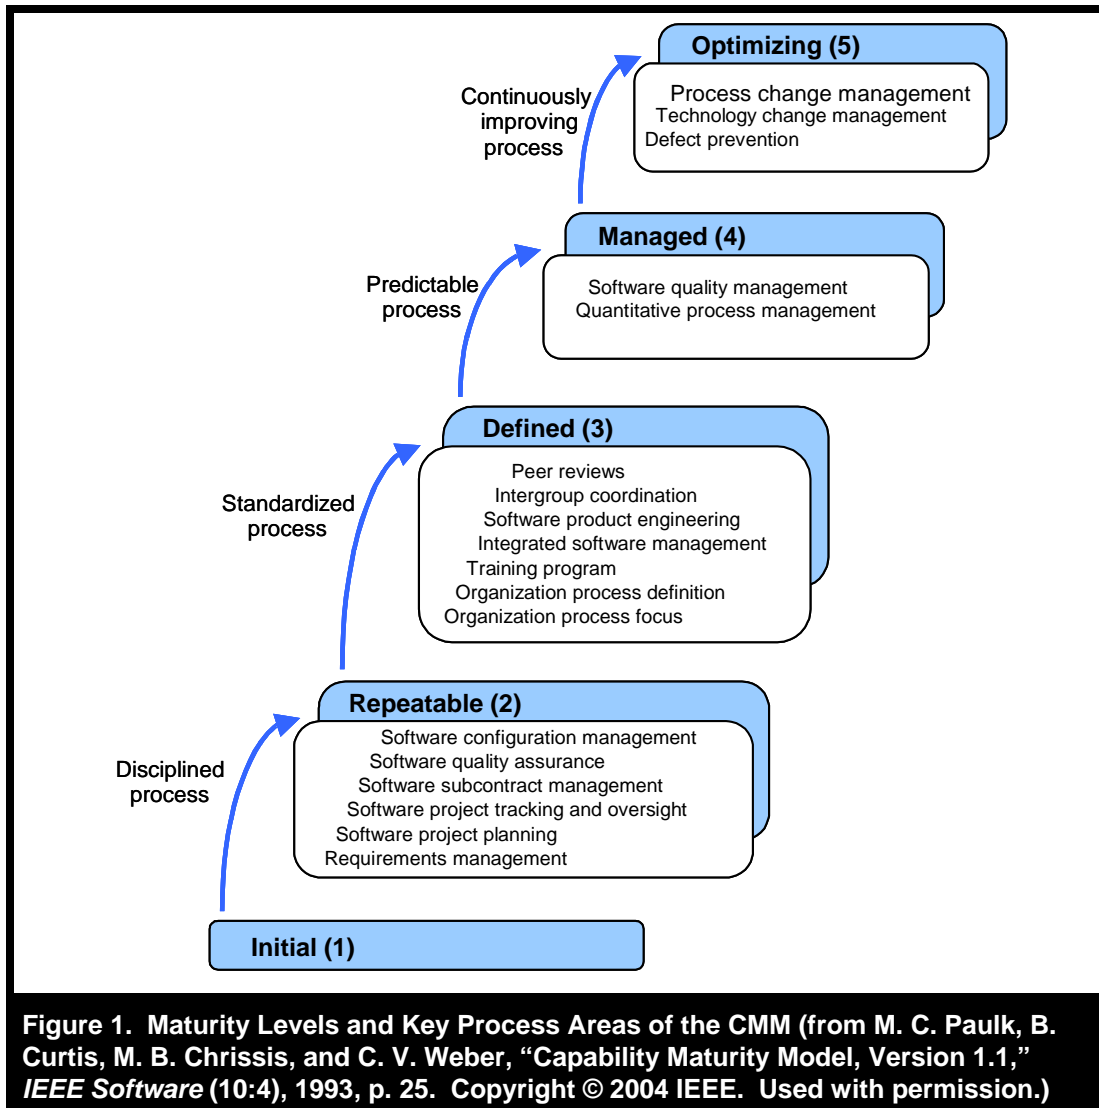 Optimizing (5)
Process change management
Technology change management
Defect prevention
Continuously
improving
process
Managed (4)
Software quality management
Quantitative process management
Predictable
process
Defined (3)
Peer reviews
Intergroup coordination
Software product engineering
Integrated software management
Training program
Organization process definition
Organization process focus
Standardized
process
Repeatable (2)
Software configuration management
Software quality assurance
Software subcontract management
Software project tracking and oversight
Software project planning
Requirements management
Disciplined
process
Initial (1)
Figure 1.  Maturity Levels and Key Process Areas of the CMM (from M. C. Paulk, B.
Curtis, M. B. Chrissis, and C. V. Weber, “Capability Maturity Model, Version 1.1,”
IEEE Software (10:4), 1993, p. 25.  Copyright © 2004 IEEE.  Used with permission.)